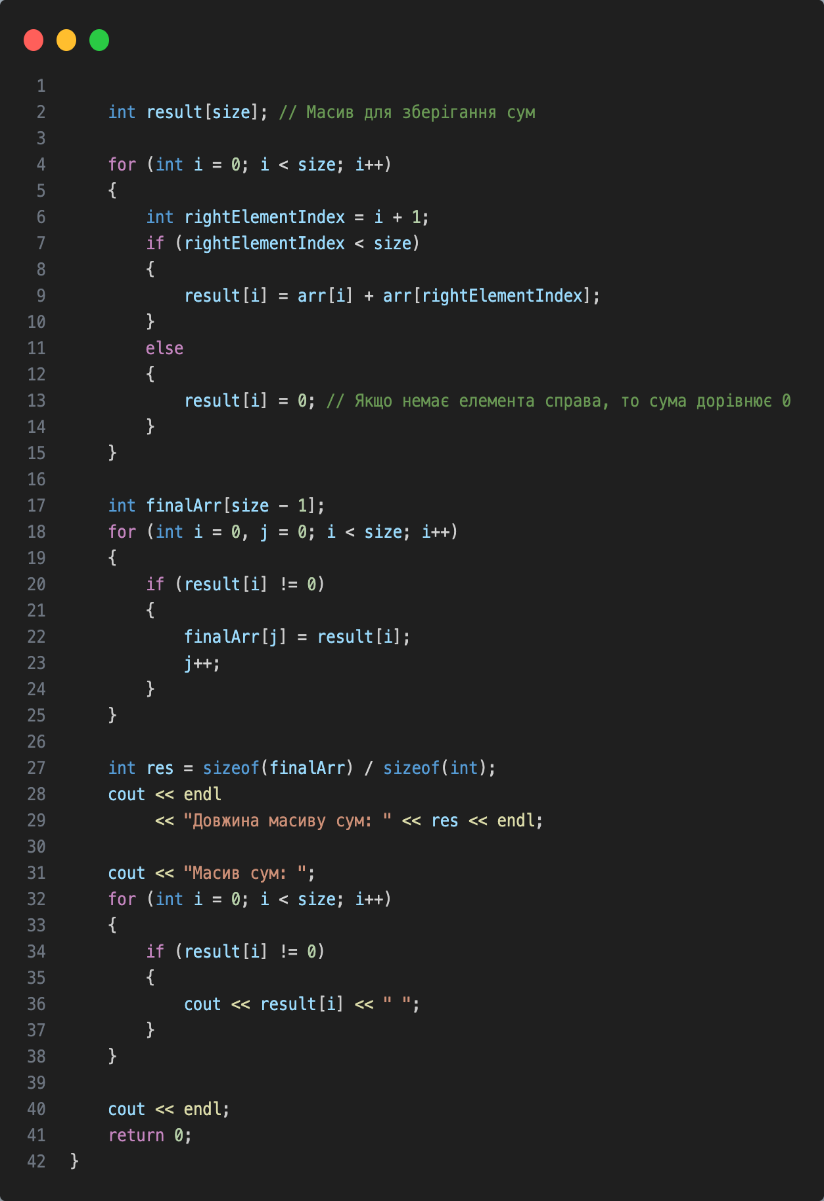 1
2 int result[size]; // Масив для зберігання сум
3
4 for (int i = 0; i < size; i++)
5 {
6 int rightElementIndex = i + 1;
7 if (rightElementIndex < size)
8 {
9 result[i] = arr[i] + arr[rightElementIndex];
10 }
11 else
12 {
13 result[i] = 0; // Якщо немає елемента справа, то сума дорівнює 0
14 }
15 }
16
17 int finalArr[size - 1];
18 for (int i = 0, j = 0; i < size; i++)
19 {
20 if (result[i] != 0)
21 {
22 finalArr[j] = result[i];
23 j++;
24 }
25 }
26
27 int res = sizeof(finalArr) / sizeof(int);
28 cout << endl
29 << "Довжина масиву сум: " << res << endl;
30
31 cout << "Масив сум: ";
32 for (int i = 0; i < size; i++)
33 {
34 if (result[i] != 0)
35 {
36 cout << result[i] << " ";
37 }
38 }
39
40 cout << endl;
41 return 0;
42 }